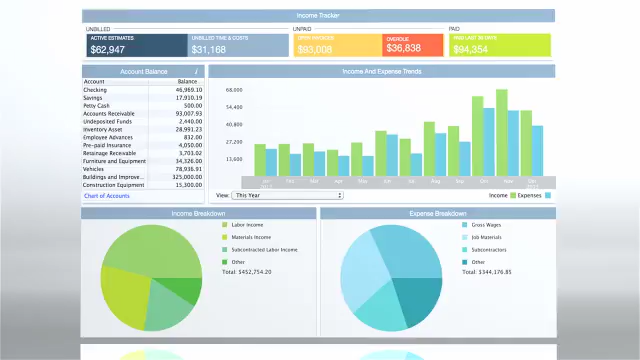 Income Tracker
UNBILLED
UNPAID
PAID
ACTIVE ESTIMATES
UNBILLED TIME & COSTS
OPEN INVOICES
OVERDUE
PAID LAST 30 DAYS
$62,947
$31,168
$93,008
$36,838
$94,354
Account Balance
Account Balance
Checking 46,969.10
Savings 17,910.19
Petty Cash 500.00
Accounts Receivable 93,007.93
Undeposited Funds 2,440.00
Inventory Asset 28,991.23
Employee Advances 832.00
Pre-paid Insurance 4,050.00
Retainage Receivable 3,703.02
Furniture and Equipment 34,326.00
Vehicles 78,936.91
Buildings and Improve... 325,000.00
Construction Equipment 15,300.00
Chart of Accounts
Income And Expense Trends
68,000
54,400
40,800
27,200
13,600
Jan Feb Mar Apr May Jul Aug Sep Oct Nov
View: This Year
Income Expenses
Income Breakdown
Labor Income
Materials Income
Subcontracted Labor Income
Other
Total: $452,754.20
Expense Breakdown
Gross Wages
Job Materials
Subcontractors
Other
Total: $344,176.85